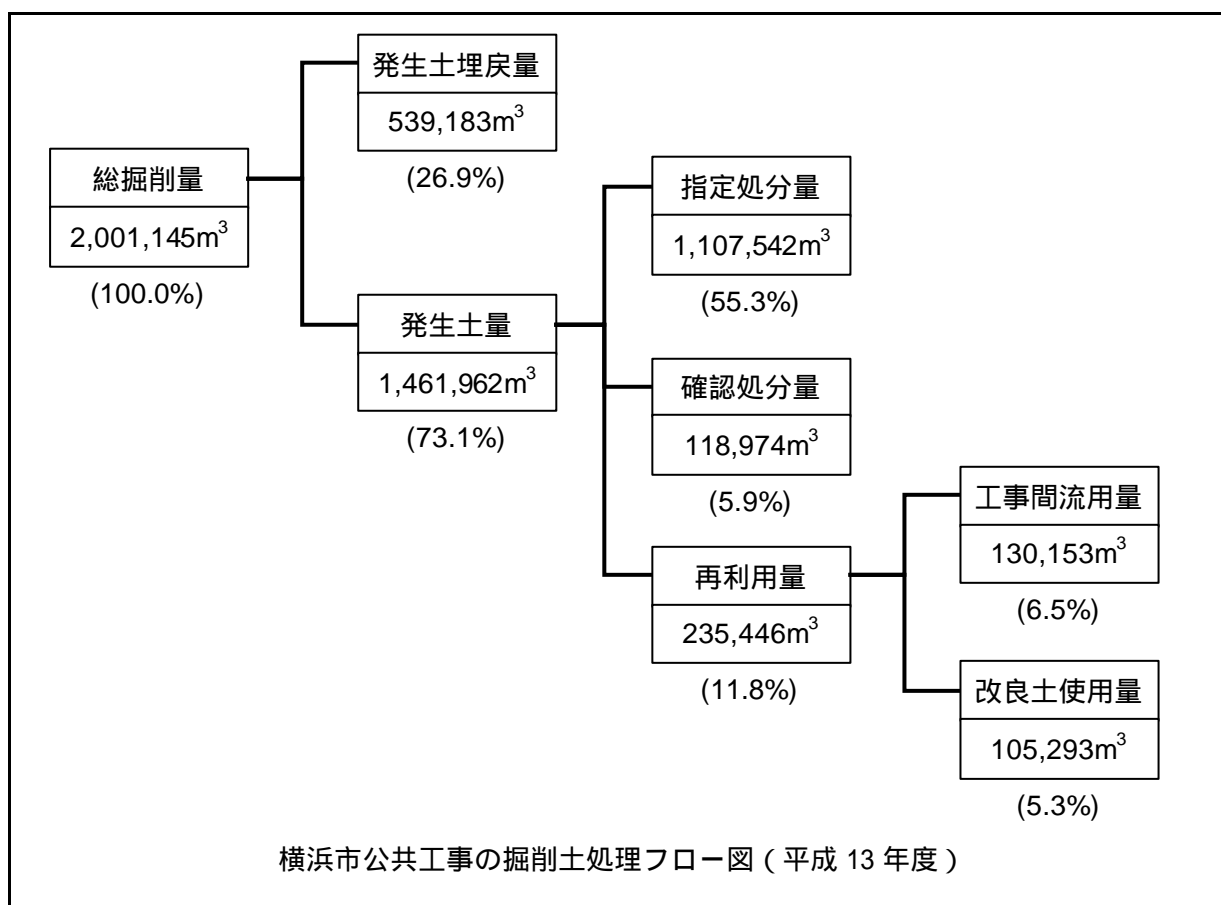 発生土埋戻量
539,183m³
(26.9%)
総掘削量
2,001,145m³
(100.0%)
指定処分量
1,107,542m³
(55.3%)
発生土量
1,461,962m³
(73.1%)
確認処分量
118,974m³
(5.9%)
工事間流用量
130,153m³
(6.5%)
再利用量
235,446m³
(11.8%)
改良土使用量
105,293m³
(5.3%)
横浜市公共工事の掘削土処理フロー図(平成 13 年度)